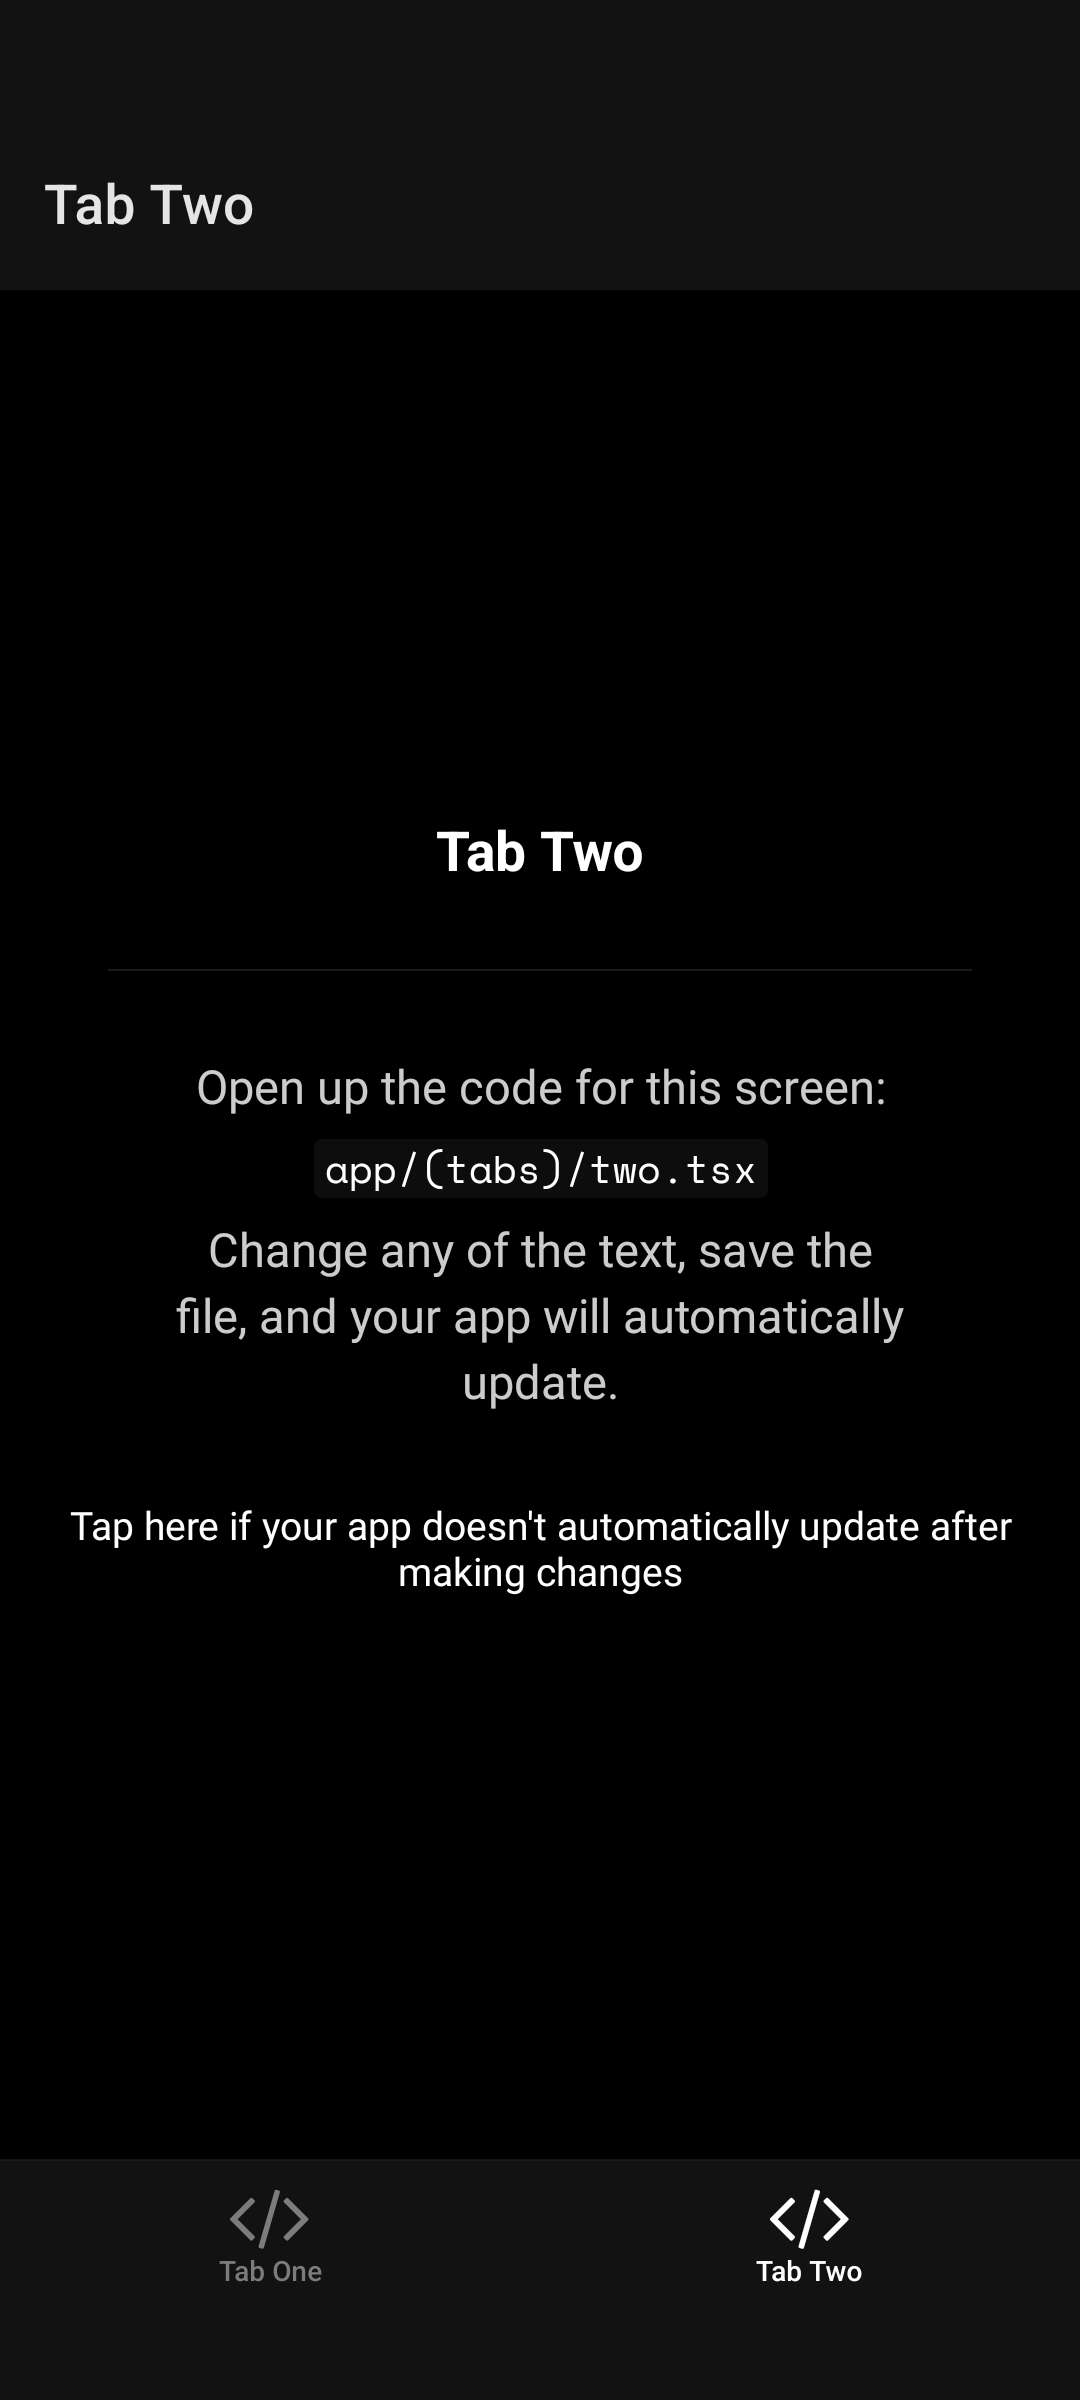 Tab Two
Tab Two
Open up the code for this screen:
app/(tabs)/two.tsx
Change any of the text, save the
file, and your app will automatically
update.
Tap here if your app doesn't automatically update after
making changes
Tab One
Tab Two